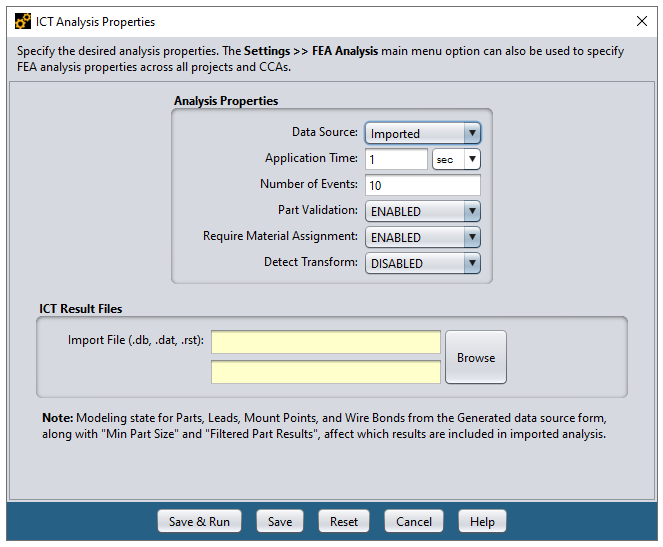 ICT Analysis Properties
Specify the desired analysis properties. The Settings >> FEA Analysis main menu option can also be used to specify
FEA analysis properties across all projects and CCAs.
Analysis Properties
Data Source: Imported
Application Time: 1 sec
Number of Events: 10
Part Validation: ENABLED
Require Material Assignment: ENABLED
Detect Transform: DISABLED
ICT Result Files
Import File (.db, .dat, .rst):
Browse
Note: Modeling state for Parts, Leads, Mount Points, and Wire Bonds from the Generated data source form,
along with "Min Part Size" and "Filtered Part Results", affect which results are included in imported analysis.
Save & Run Save Reset Cancel Help